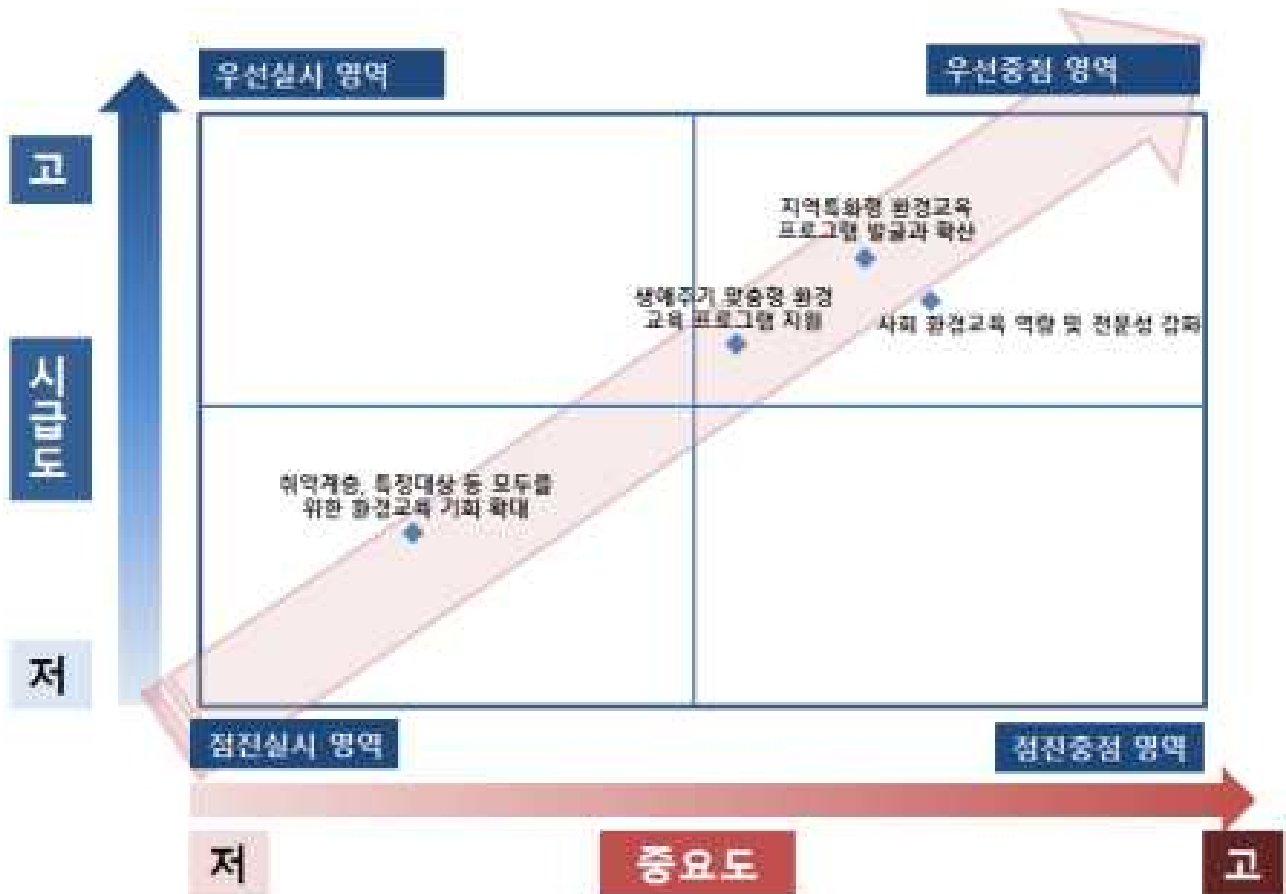 우선실시 영역
우선중점 영역
고
지역특화형 환경교육
프로그램 발굴과 확산
생애주기 맞춤형 환경
교육 프로그램 지원
사회 환경교육 역량 및 전문성 강화
시급도
취약계층, 특정대상 등 모두를
위한 환경교육 기회 확대
저
점진실시 영역
점진중점 영역
저
중요도
고